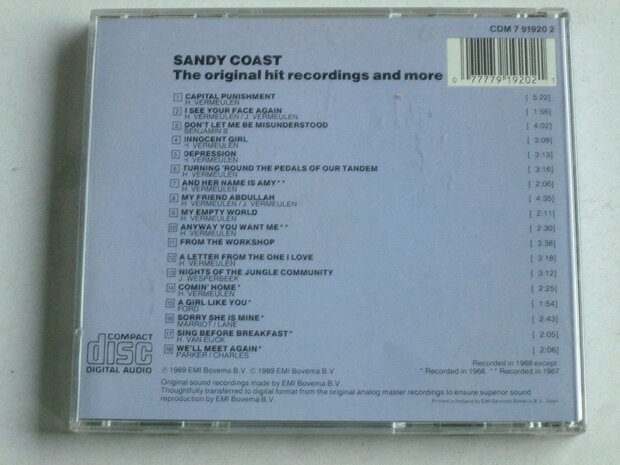 CDM 7 91920 2
SANDY COAST
The original hit recordings and more
0 77779 19202 1
1 CAPITAL PUNISHMENT [ 5:22]
H. VERMEULEN
2 I SEE YOUR FACE AGAIN [ 1:56]
H. VERMEULEN / J. VERMEULEN
3 DON'T LET ME BE MISUNDERSTOOD [ 4:02]
BENJAMIN B
4 INNOCENT GIRL [ 3:09]
H. VERMEULEN
5 DEPRESSION [ 3:13]
H. VERMEULEN
6 TURNING 'ROUND THE PEDALS OF OUR TANDEM [ 3:16]
H. VERMEULEN
7 AND HER NAME IS AMY** [ 2:06]
H. VERMEULEN
8 MY FRIEND ABDULLAH [ 4:35]
H. VERMEULEN / J. VERMEULEN
9 MY EMPTY WORLD [ 2:11]
H. VERMEULEN
10 ANYWAY YOU WANT ME** [ 2:30]
H. VERMEULEN
11 FROM THE WORKSHOP [ 3:38]
12 A LETTER FROM THE ONE I LOVE [ 3:18]
H. VERMEULEN
13 NIGHTS OF THE JUNGLE COMMUNITY [ 3:12]
J. WESPERBEEK
14 COMIN' HOME* [ 2:25]
H. VERMEULEN
15 A GIRL LIKE YOU* [ 1:54]
FORD
16 SORRY SHE IS MINE* [ 2:43]
MARRIOT / LANE
17 SING BEFORE BREAKFAST* [ 2:05]
H. VAN EIJCK
18 WE'LL MEET AGAIN* [ 2:06]
PARKER / CHARLES
COMPACT
disc
DIGITAL AUDIO
Recorded in 1968 except
℗ 1989 EMI Bovema B.V. © 1989 EMI Bovema B.V. * Recorded in 1966. ** Recorded in 1967
Original sound recordings made by EMI Bovema B.V.
Thoughtfully transferred to digital format from the original analog master recordings to ensure superior sound
reproduction by EMI Bovema B.V.
Printed in Holland by EMI Services Benelux B.V.